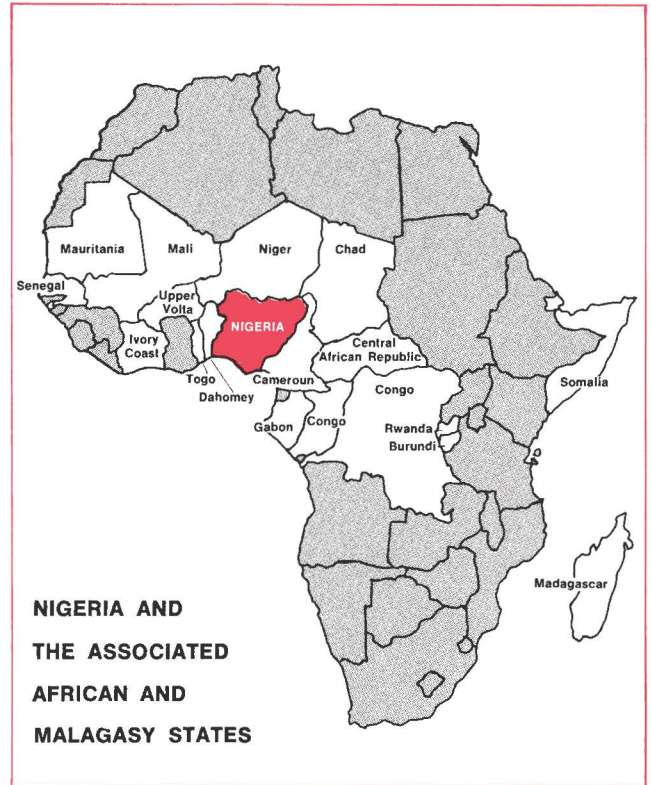 Mauritania
Mali
Niger
Chad
Senegal
Upper
Volta
NIGERIA
Ivory
Coast
Central
African Republic
Togo
Cameroun
Dahomey
Congo
Somalia
Gabon
Congo
Rwanda
Burundi
Madagascar
NIGERIA AND
THE ASSOCIATED
AFRICAN AND
MALAGASY STATES